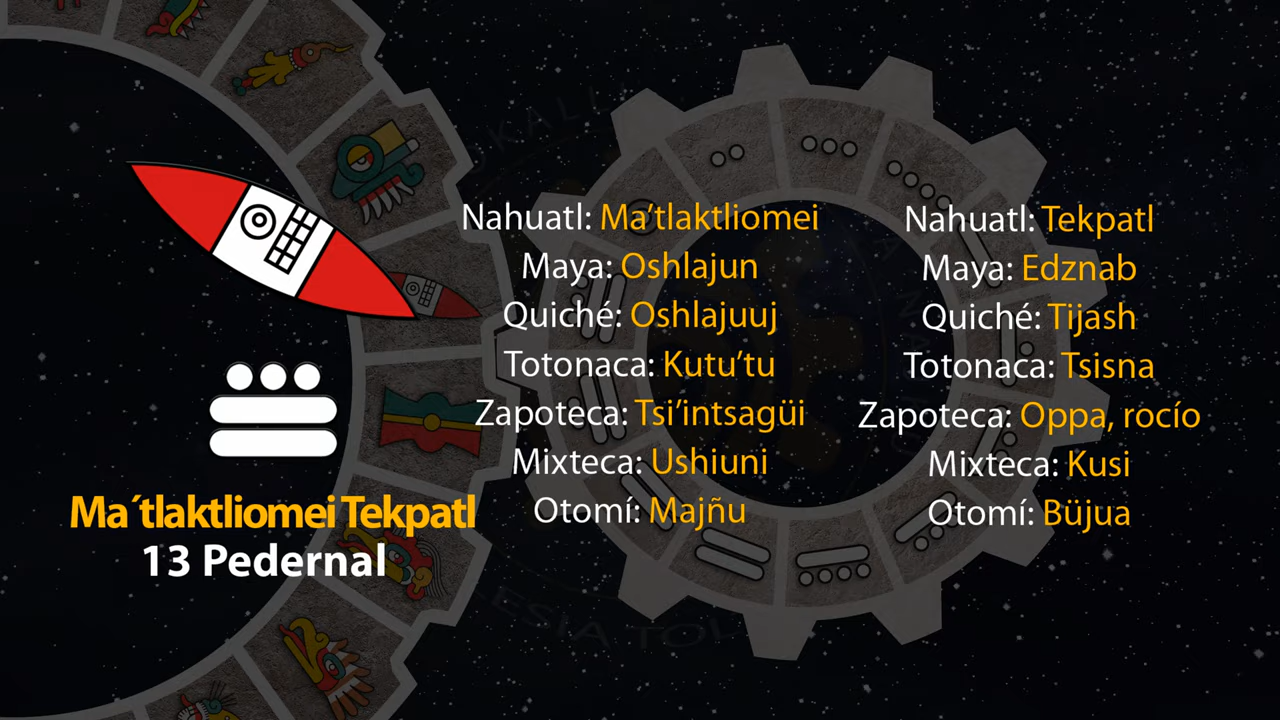 Nahuatl: Ma’tlaktliomei
Maya: Oshlajun
Quiché: Oshlajuuj
Totonaca: Kutu’tu
Zapoteca: Tsi’intsagüi
Mixteca: Ushiuni
Otomí: Majñu
Nahuatl: Tekpatl
Maya: Edznab
Quiché: Tijash
Totonaca: Tsisna
Zapoteca: Oppa, rocío
Mixteca: Kusi
Otomí: Büjua
Ma´tlaktliomei Tekpatl
13 Pedernal